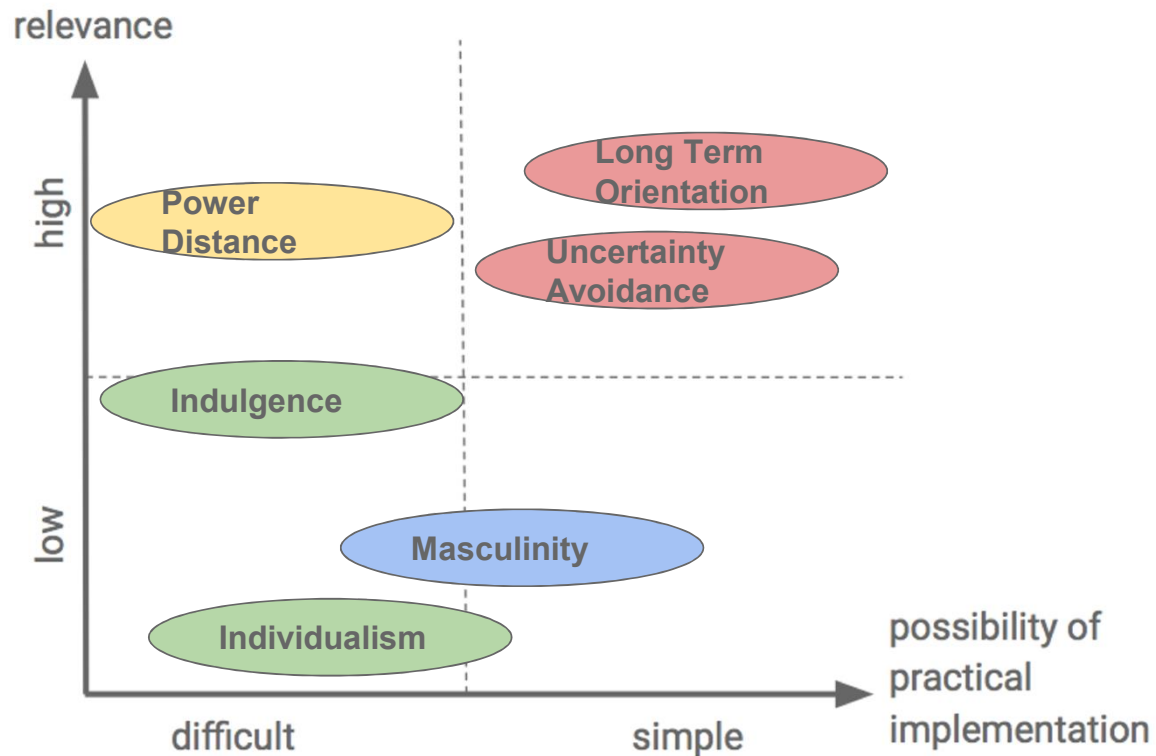 relevance
high
low
Power
Distance
Long Term
Orientation
Uncertainty
Avoidance
Indulgence
Masculinity
Individualism
difficult
simple
possibility of
practical
implementation